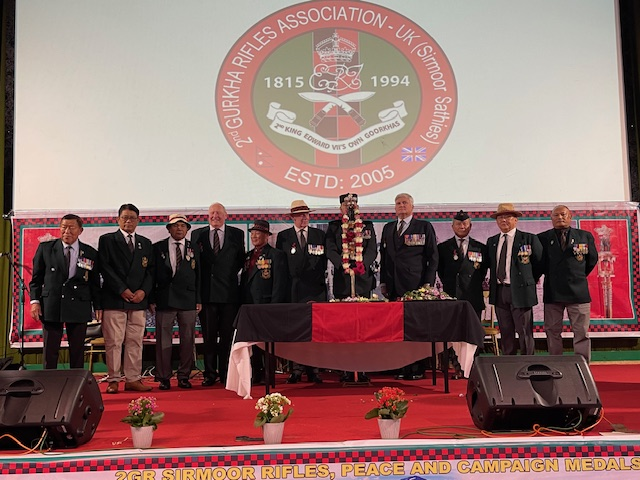 2nd GURKHA RIFLES ASSOCIATION - UK (Sirmoor Sathies)
1815 1994
2nd KING EDWARD VII'S OWN GOORKHAS
ESTD: 2005
2GR SIRMOOR RIFLES, PEACE AND CAMPAIGN MEDALS